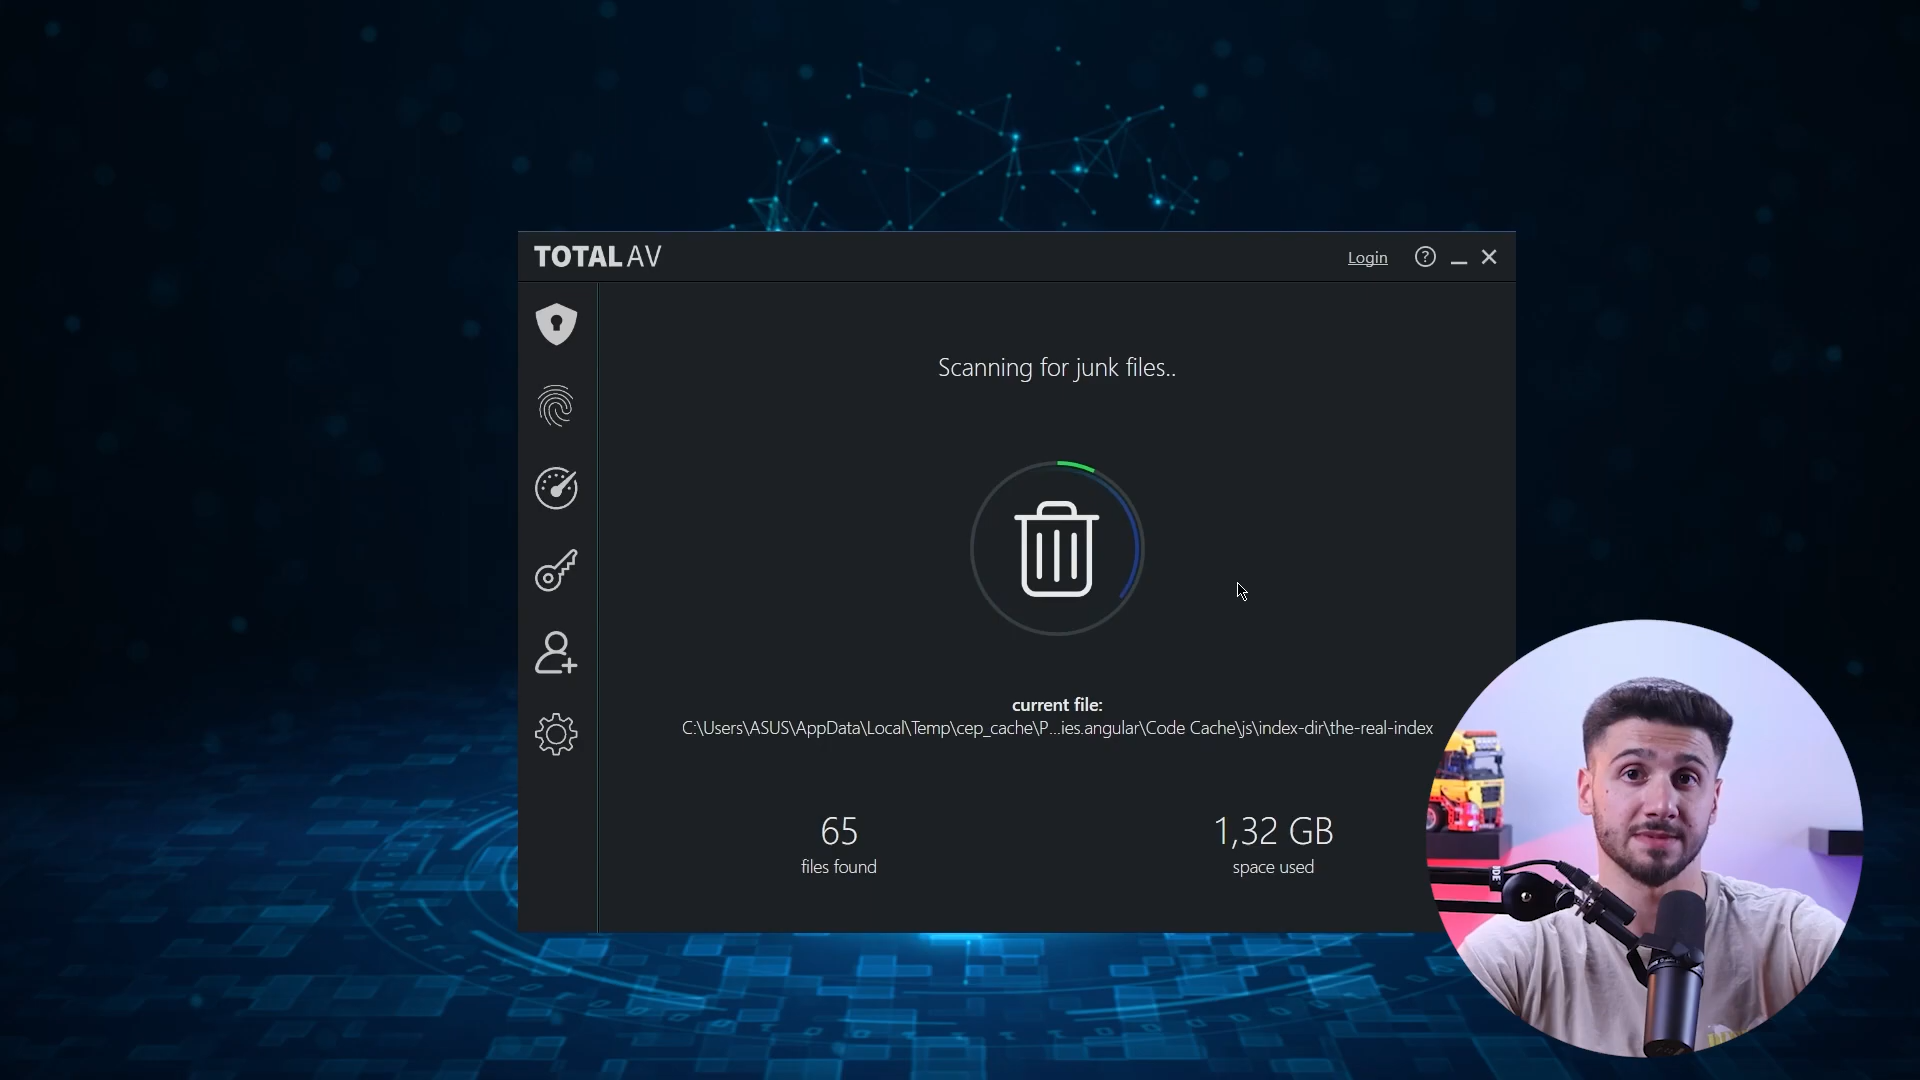 TOTAL AV
Login
Scanning for junk files..
current file:
C:\Users\ASUS\AppData\Local\Temp\cep_cache\P...ies.angular\Code Cache\js\index-dir\the-real-index
65
files found
1,32 GB
space used